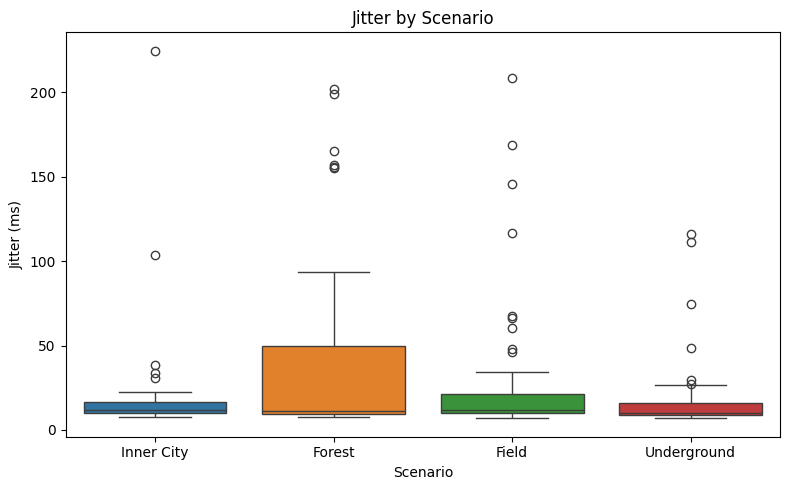 Jitter by Scenario
Jitter (ms)
200
150
100
50
0
Inner City Forest Field Underground
Scenario